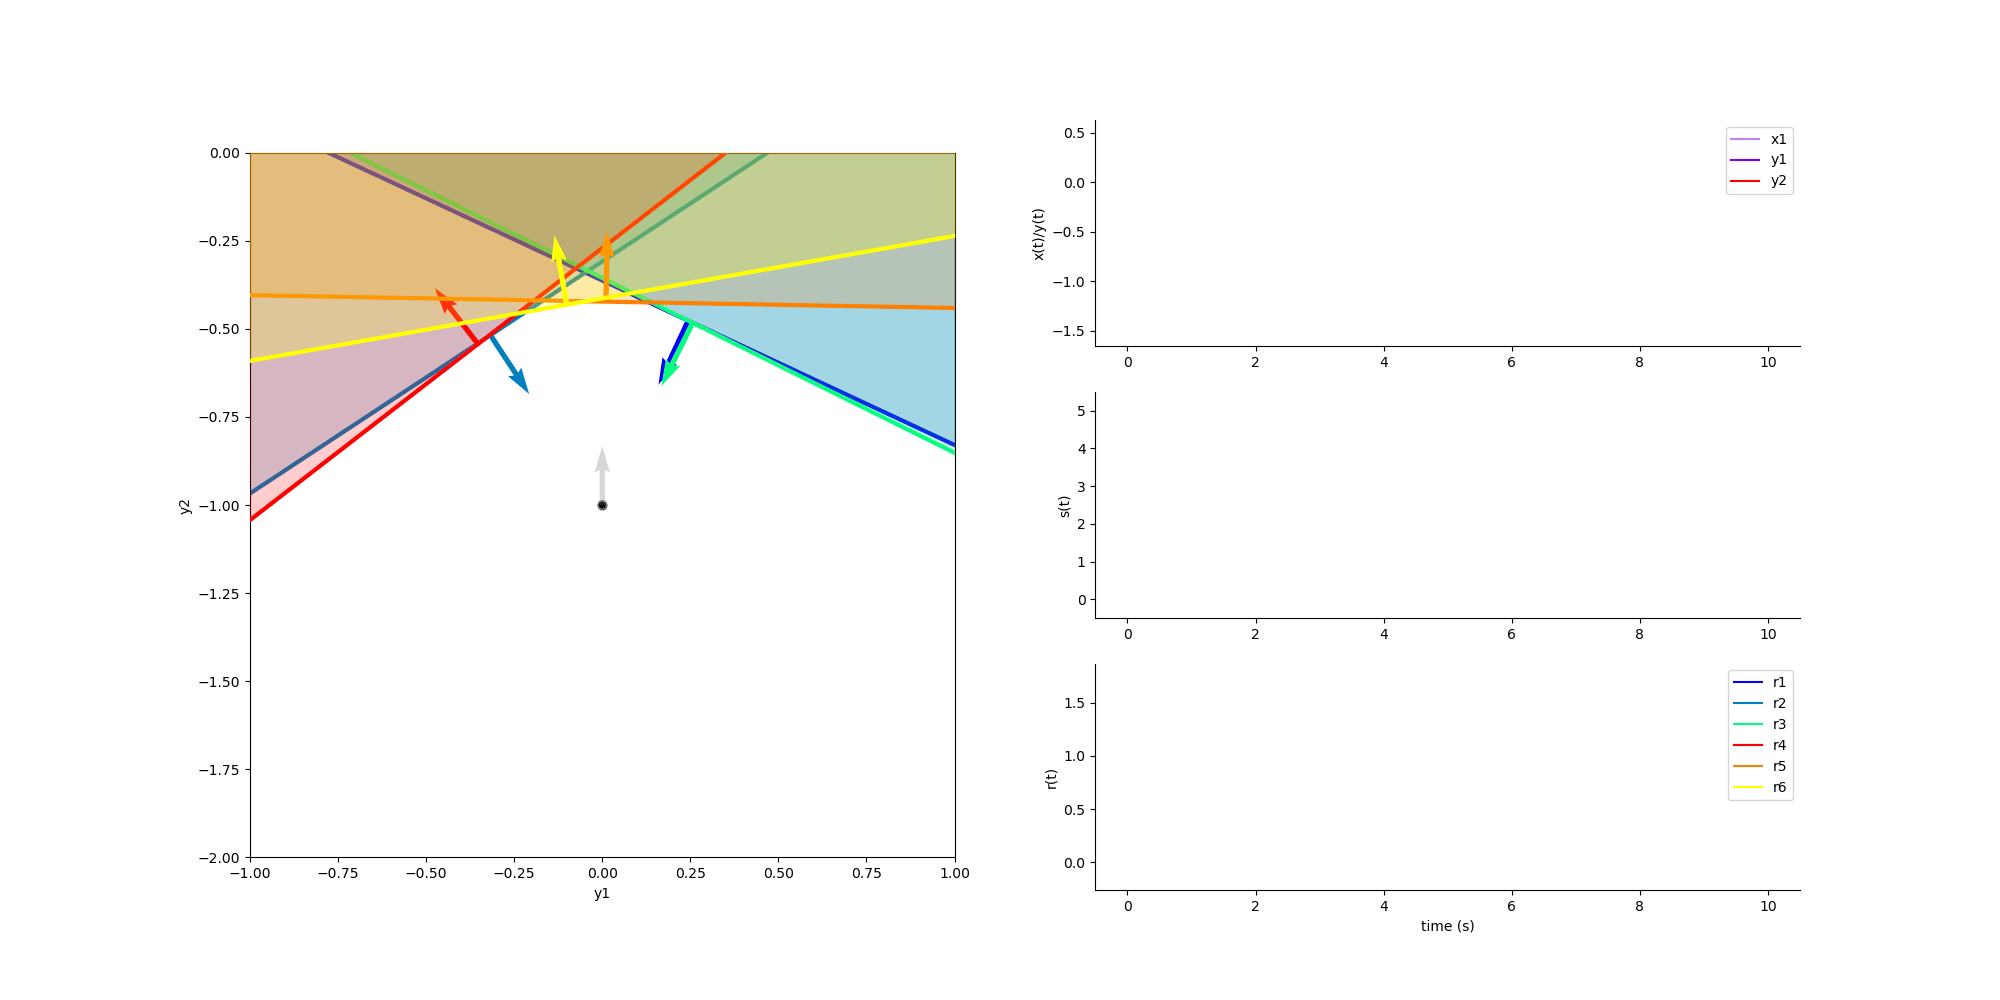 0.00
−0.25
−0.50
−0.75
−1.00
−1.25
−1.50
−1.75
−2.00
y2
−1.00 −0.75 −0.50 −0.25 0.00 0.25 0.50 0.75 1.00
y1
0.5
0.0
−0.5
−1.0
−1.5
x(t)/y(t)
x1
y1
y2
0 2 4 6 8 10
5
4
3
2
1
0
s(t)
0 2 4 6 8 10
1.5
1.0
0.5
0.0
r(t)
r1
r2
r3
r4
r5
r6
0 2 4 6 8 10
time (s)